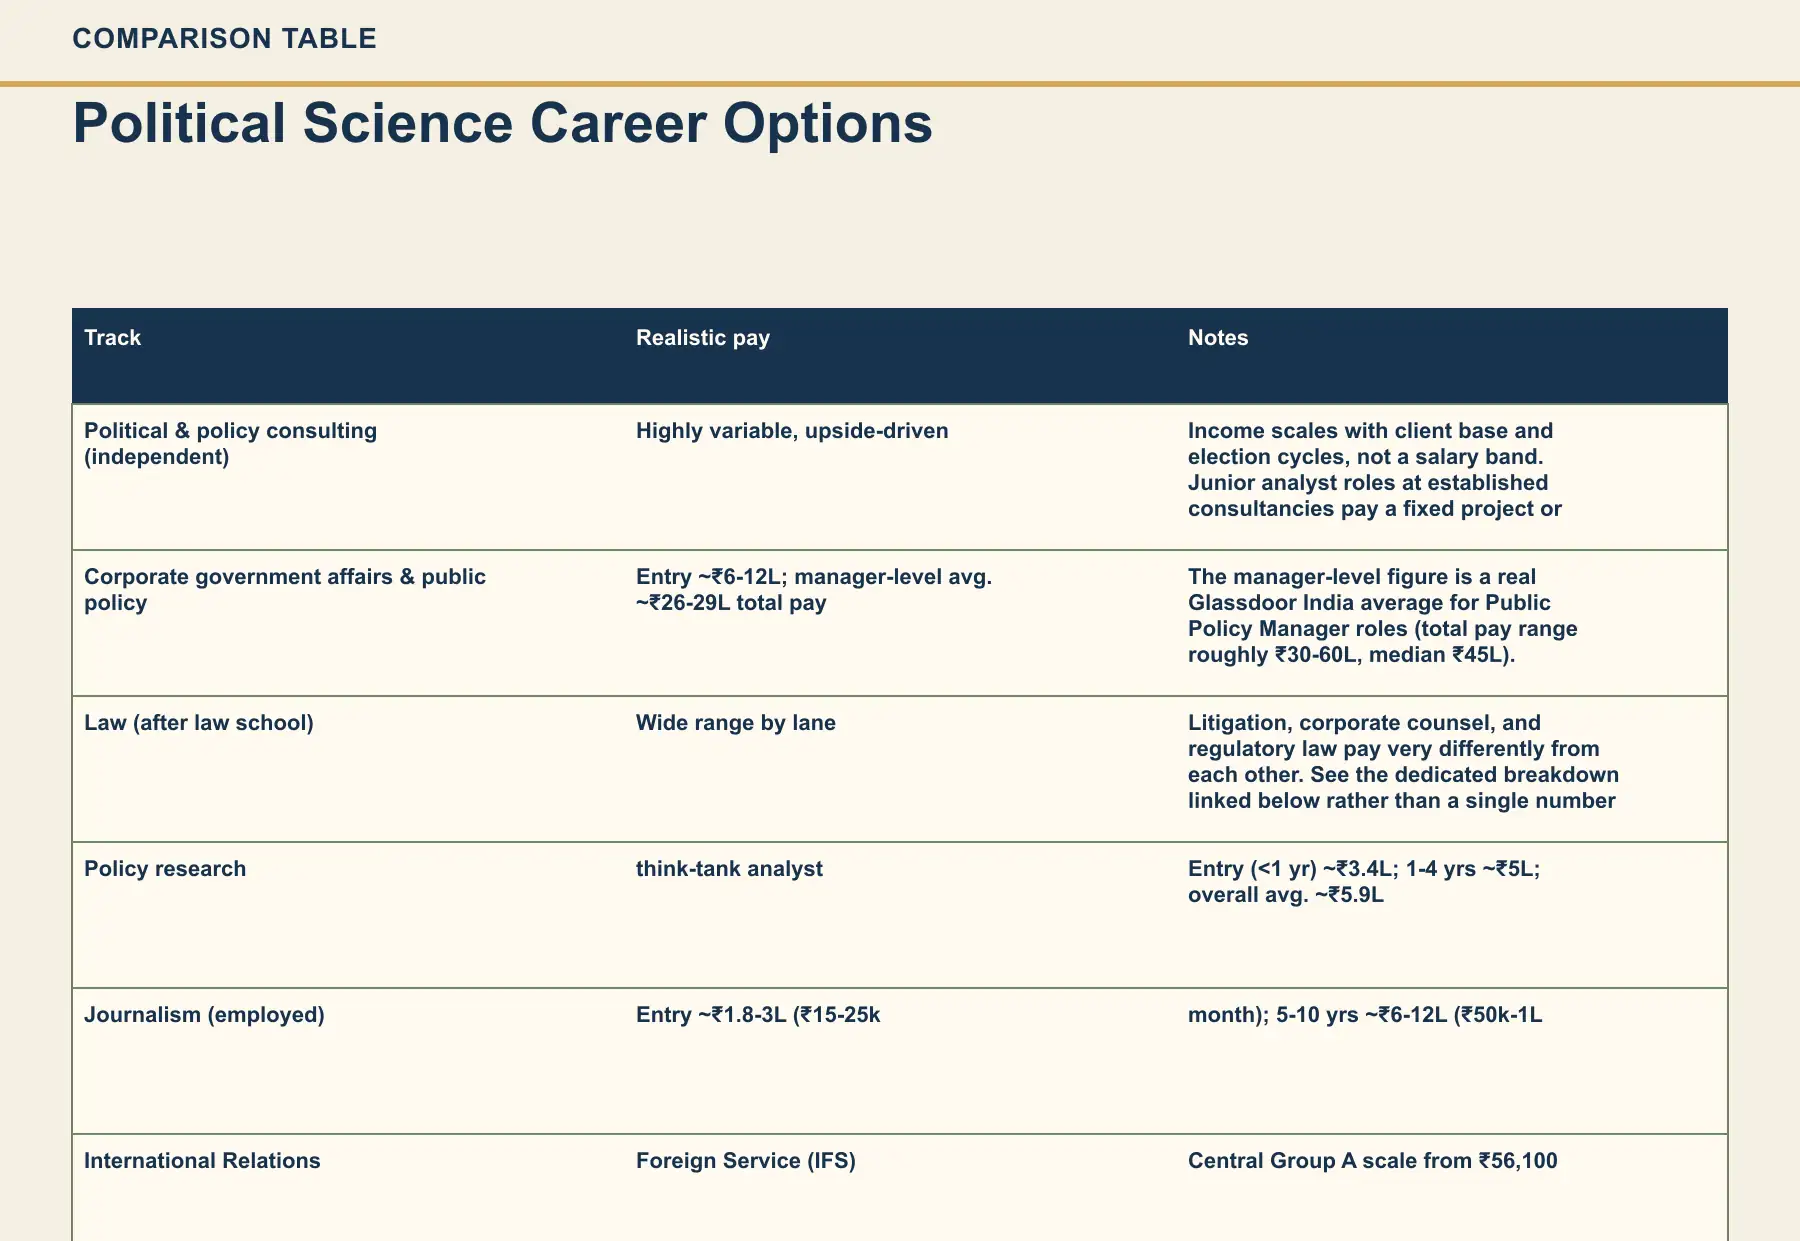 COMPARISON TABLE
Political Science Career Options
Track
Realistic pay
Notes
Political & policy consulting
(independent)
Highly variable, upside-driven
Income scales with client base and
election cycles, not a salary band.
Junior analyst roles at established
consultancies pay a fixed project or
Corporate government affairs & public
policy
Entry ~₹6-12L; manager-level avg.
~₹26-29L total pay
The manager-level figure is a real
Glassdoor India average for Public
Policy Manager roles (total pay range
roughly ₹30-60L, median ₹45L).
Law (after law school)
Wide range by lane
Litigation, corporate counsel, and
regulatory law pay very differently from
each other. See the dedicated breakdown
linked below rather than a single number
Policy research
think-tank analyst
Entry (<1 yr) ~₹3.4L; 1-4 yrs ~₹5L;
overall avg. ~₹5.9L
Journalism (employed)
Entry ~₹1.8-3L (₹15-25k
month); 5-10 yrs ~₹6-12L (₹50k-1L
International Relations
Foreign Service (IFS)
Central Group A scale from ₹56,100